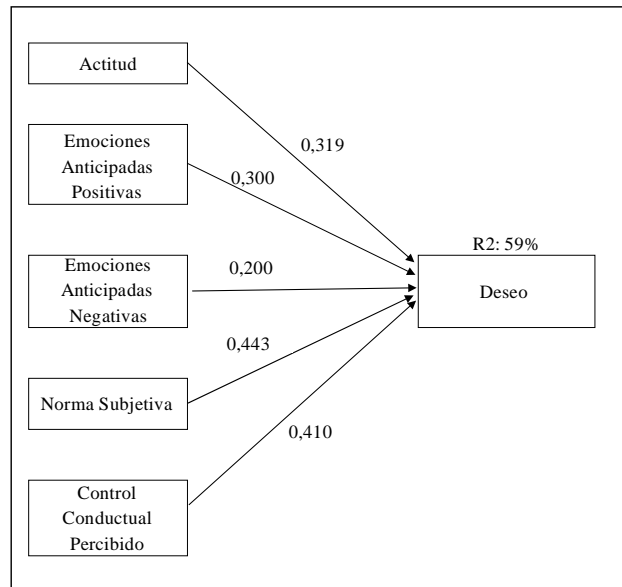 Actitud
Emociones
Anticipadas
Positivas
Emociones
Anticipadas
Negativas
Norma Subjetiva
Control
Conductual
Percibido
0,319
0,300
0,200
0,443
0,410
R2: 59%
Deseo